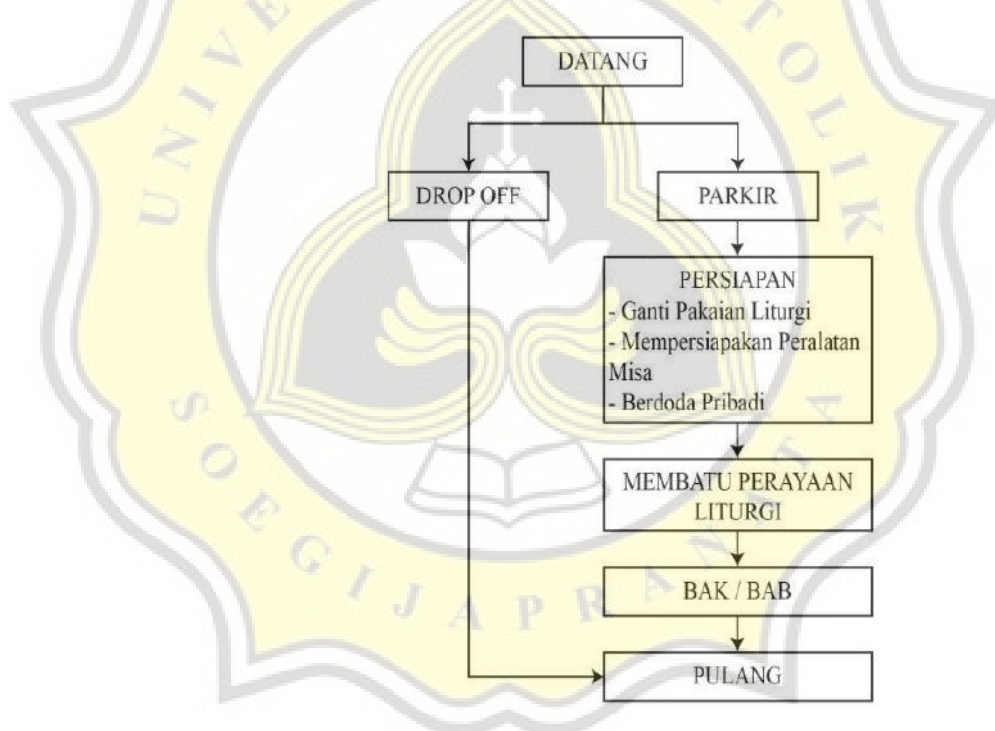 DATANG
DROP OFF
PARKIR
PERSIAPAN
- Ganti Pakaian Liturgi
- Mempersiapakan Peralatan
Misa
- Berdoda Pribadi
MEMBATU PERAYAAN
LITURGI
BAK / BAB
PULANG
SOEGIJAPRANATA